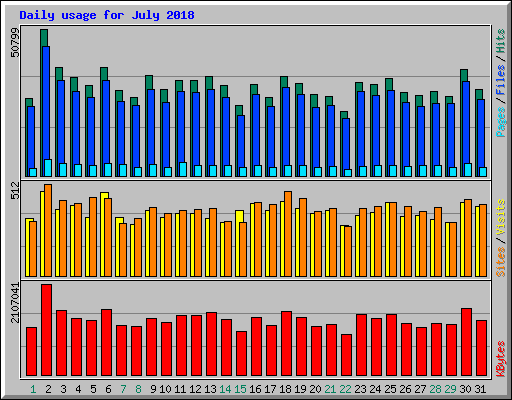 Daily usage for July 2018
50799
Pages / Files / Hits
512
Sites / Visits
2107041
KBytes
1 2 3 4 5 6 7 8 9 10 11 12 13 14 15 16 17 18 19 20 21 22 23 24 25 26 27 28 29 30 31